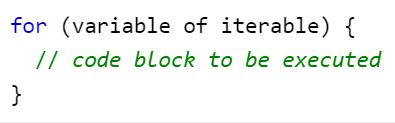 for (variable of iterable) {
  // code block to be executed
}